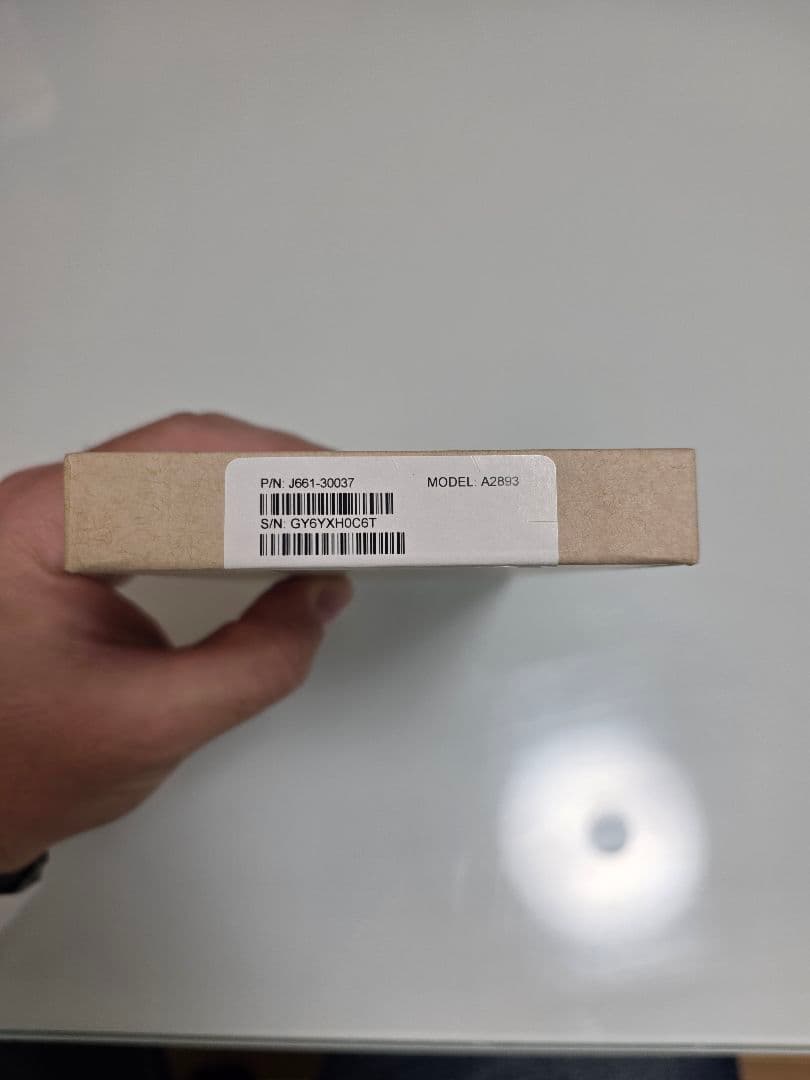 P/N: J661-30037
MODEL: A2893
S/N: GY6YXH0C6T